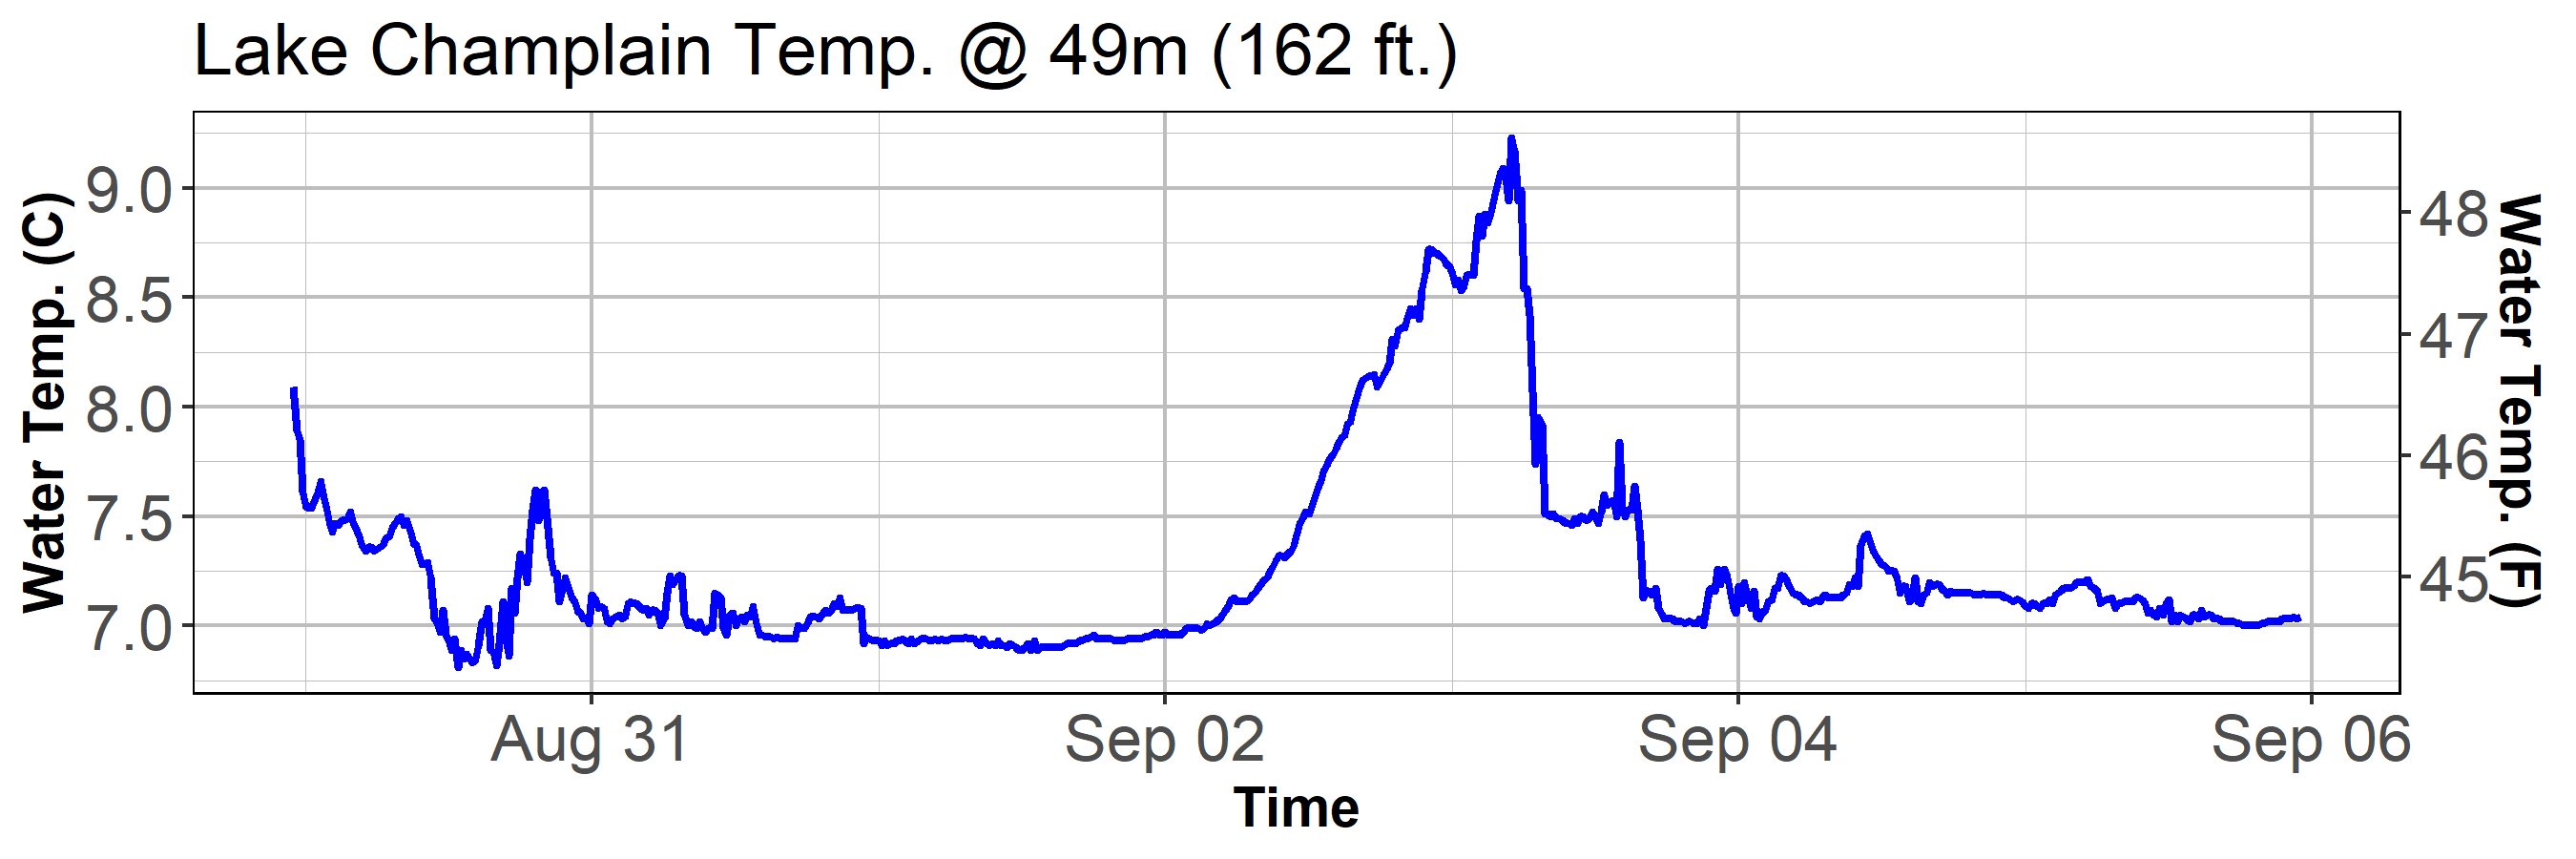 Lake Champlain Temp. @ 49m (162 ft.)
Water Temp. (C)
9.0
8.5
8.0
7.5
7.0
48
47
46
45
Water Temp. (F)
Aug 31
Sep 02
Sep 04
Sep 06
Time